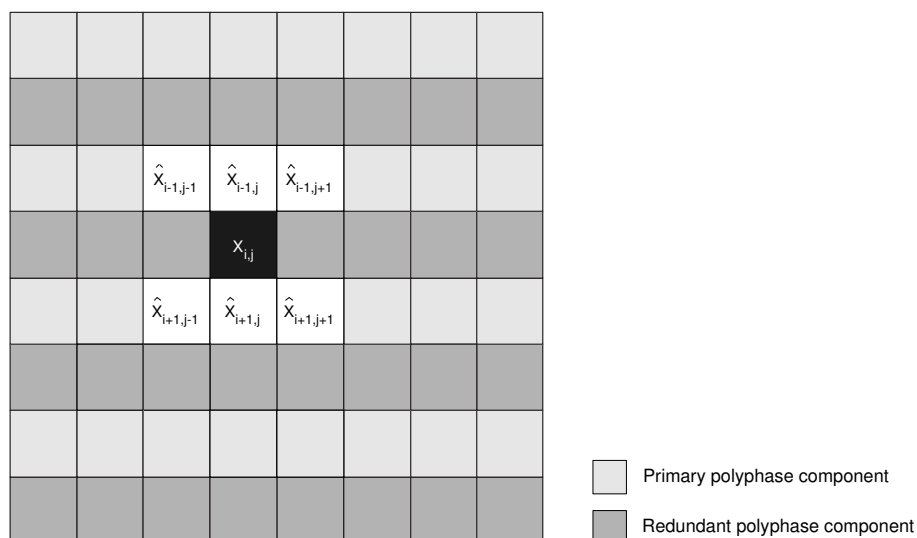 X̂i-1,j-1 X̂i-1,j X̂i-1,j+1
Xi,j
X̂i+1,j-1 X̂i+1,j X̂i+1,j+1
Primary polyphase component
Redundant polyphase component